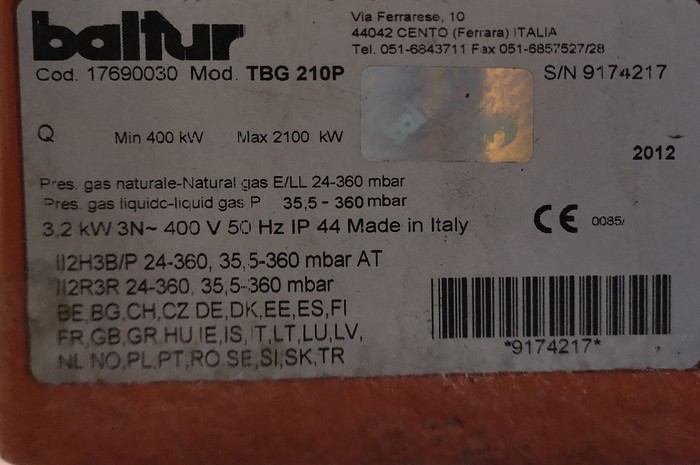 baltur
Via Ferrarese, 10
44042 CENTO (Ferrara) ITALIA
Tel. 051-6843711 Fax 051-6857527/28
Cod. 17690030 Mod. TBG 210P S/N 9174217
Q Min 400 kW Max 2100 kW
2012
Pres. gas naturale-Natural gas E/LL 24-360 mbar
Pres. gas liquido-liquid gas P 35,5 - 360 mbar
3,2 kW 3N~ 400 V 50 Hz IP 44 Made in Italy
CE 0085/
II2H3B/P 24-360, 35,5-360 mbar AT
II2R3R 24-360, 35,5-360 mbar
BE,BG,CH,CZ DE,DK,EE,ES,FI
FR,GB,GR HU IE,IS,IT,LT,LU,LV,
NL NO,PL,PT,RO SE,SI,SK,TR
*9174217*